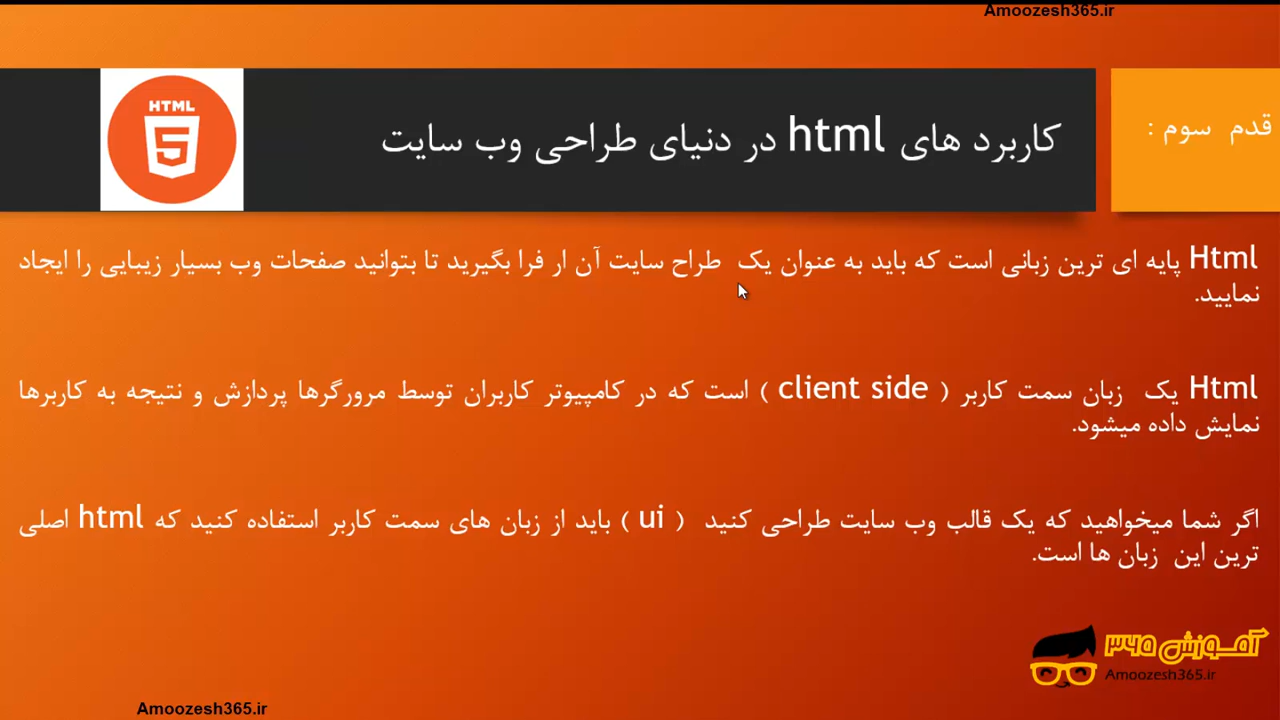 Amoozesh365.ir
قدم سوم :
کاربرد های html در دنیای طراحی وب سایت
HTML
5
Html پایه ای ترین زبانی است که باید به عنوان یک طراح سایت آن ار فرا بگیرید تا بتوانید صفحات وب بسیار زیبایی را ایجاد
نمایید.
Html یک زبان سمت کاربر ( client side ) است که در کامپیوتر کاربران توسط مرورگرها پردازش و نتیجه به کاربرها
نمایش داده میشود.
اگر شما میخواهید که یک قالب وب سایت طراحی کنید ( ui ) باید از زبان های سمت کاربر استفاده کنید که html اصلی
ترین این زبان ها است.
آموزش ۳۶۵
Amoozesh365.ir
Amoozesh365.ir